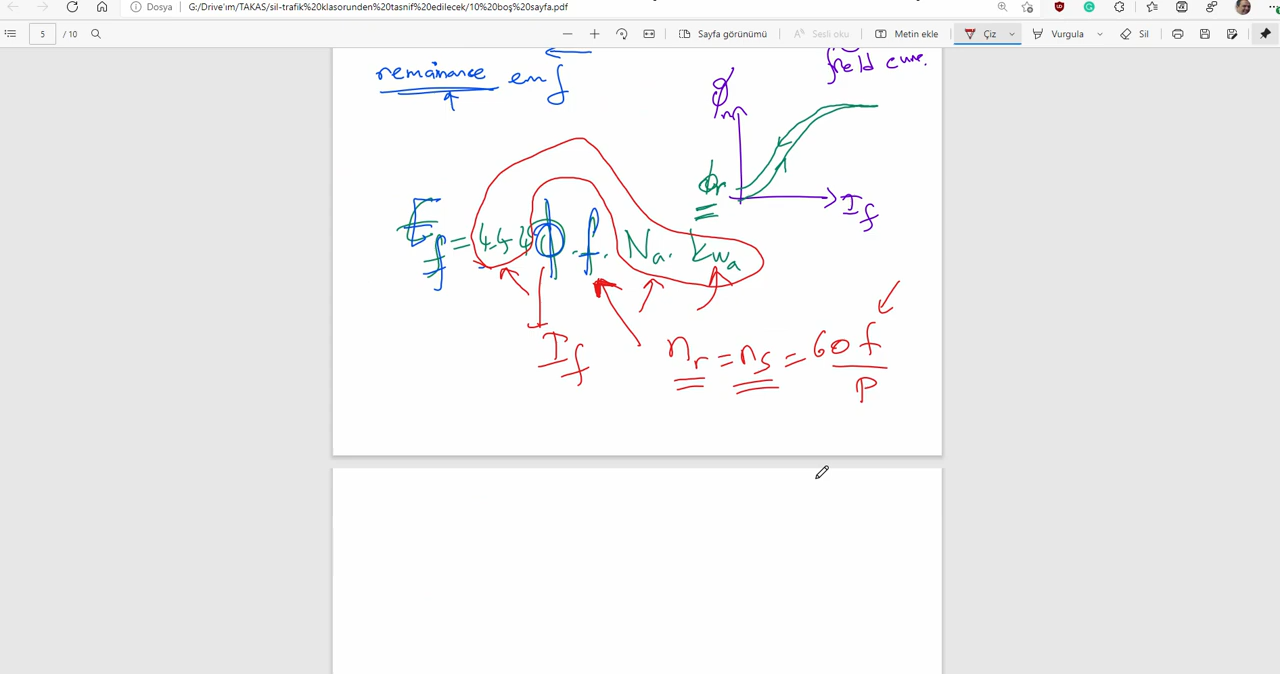 Dosya G:/Drive'ım/TAKAS/sil-trafik%20klasorunden%20tasnif%20edilecek/10%20boş%20sayfa.pdf
5 / 10 Sayfa görünümü Sesli oku Metin ekle Çiz Vurgula Sil
field curr.
remainance emf
Φm
Φr
If
Ef = 4.44 Φ . f . Na . kwa
If
nr = ns = 60 f
P